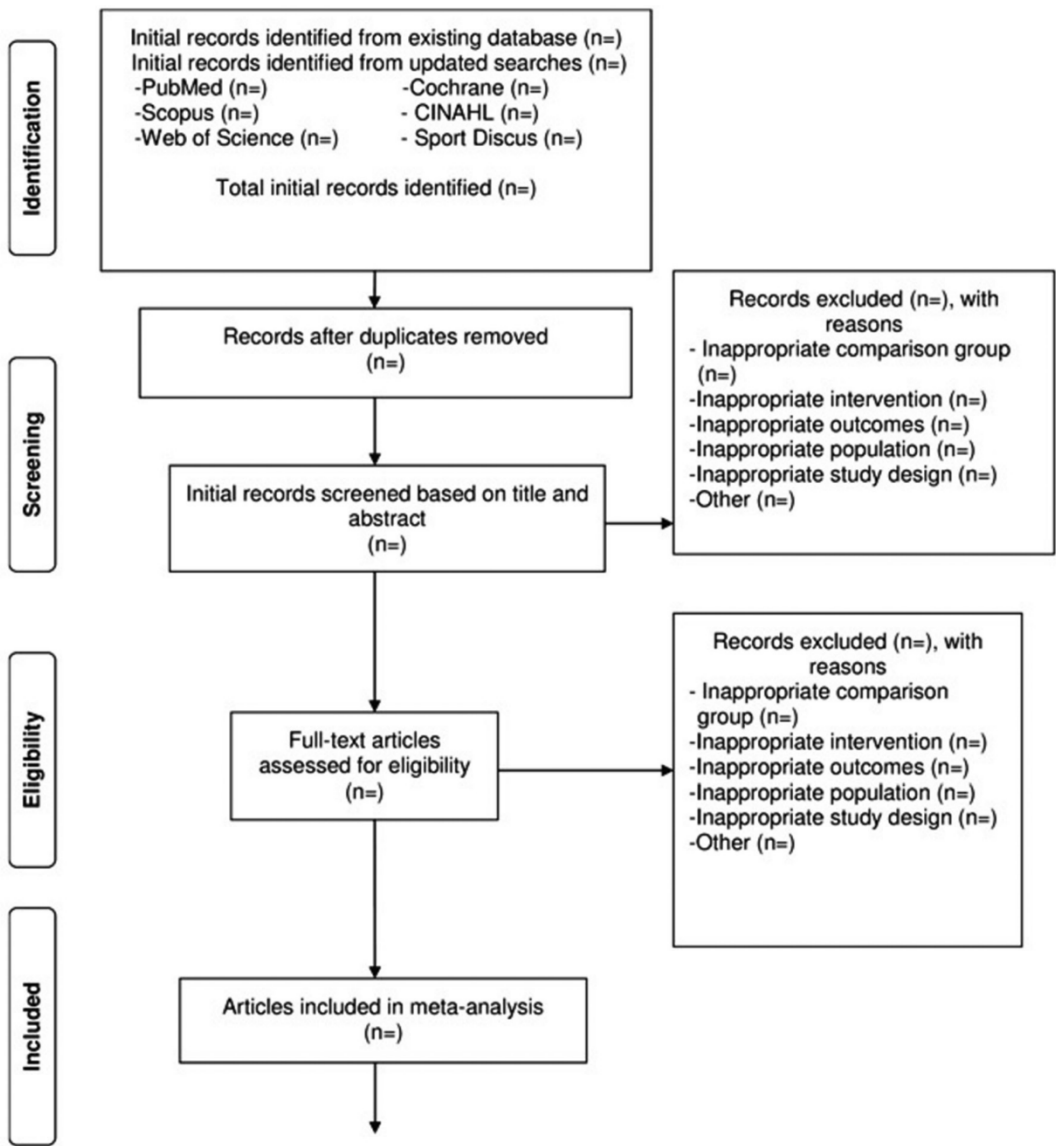 Identification
Initial records identified from existing database (n=)
Initial records identified from updated searches (n=)
-PubMed (n=) -Cochrane (n=)
-Scopus (n=) - CINAHL (n=)
-Web of Science (n=) - Sport Discus (n=)
Total initial records identified (n=)
Screening
Records after duplicates removed
(n=)
Initial records screened based on title and
abstract
(n=)
Records excluded (n=), with
reasons
- Inappropriate comparison group
(n=)
-Inappropriate intervention (n=)
-Inappropriate outcomes (n=)
-Inappropriate population (n=)
-Inappropriate study design (n=)
-Other (n=)
Eligibility
Full-text articles
assessed for eligibility
(n=)
Records excluded (n=), with
reasons
- Inappropriate comparison
group (n=)
-Inappropriate intervention (n=)
-Inappropriate outcomes (n=)
-Inappropriate population (n=)
-Inappropriate study design (n=)
-Other (n=)
Included
Articles included in meta-analysis
(n=)